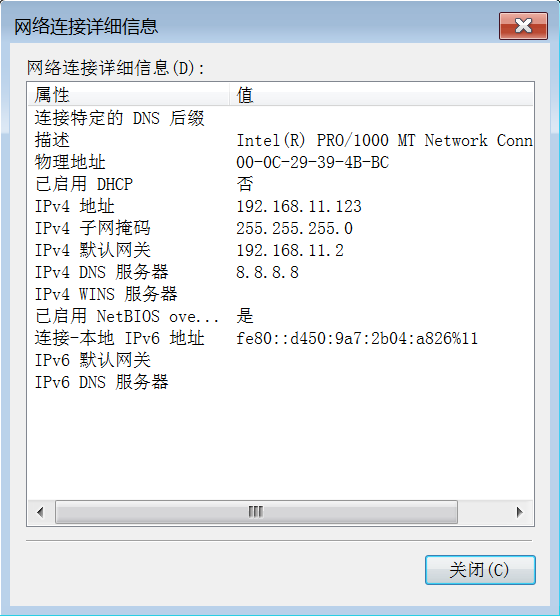 网络连接详细信息
网络连接详细信息(D):
属性 值
连接特定的 DNS 后缀
描述 Intel(R) PRO/1000 MT Network Conn
物理地址 00-0C-29-39-4B-BC
已启用 DHCP 否
IPv4 地址 192.168.11.123
IPv4 子网掩码 255.255.255.0
IPv4 默认网关 192.168.11.2
IPv4 DNS 服务器 8.8.8.8
IPv4 WINS 服务器
已启用 NetBIOS ove... 是
连接-本地 IPv6 地址 fe80::d450:9a7:2b04:a826%11
IPv6 默认网关
IPv6 DNS 服务器
关闭(C)